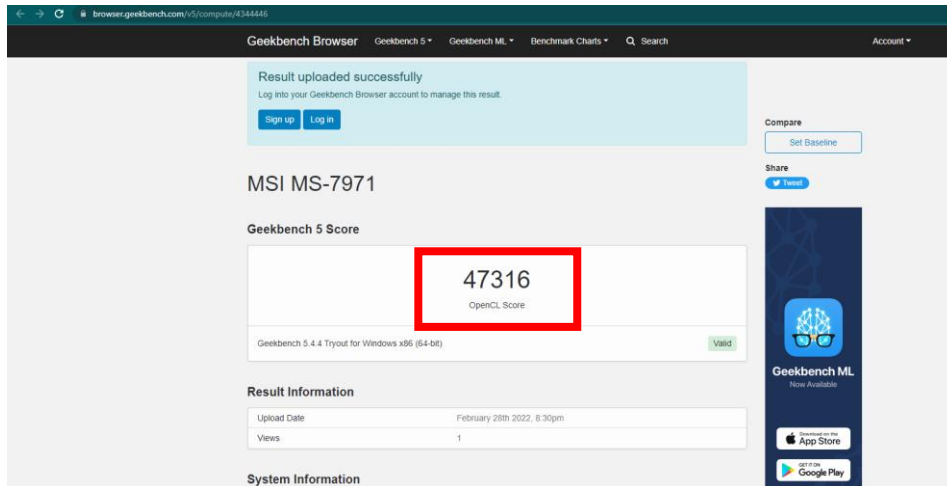 browser.geekbench.com/v5/compute/4344446
Geekbench Browser Geekbench 5 Geekbench ML Benchmark Charts Search Account
Result uploaded successfully
Log into your Geekbench Browser account to manage this result.
Sign up Log in
Compare
Set Baseline
Share
Tweet
MSI MS-7971
Geekbench 5 Score
47316
OpenCL Score
Geekbench 5.4.4 Tryout for Windows x86 (64-bit) Valid
Result Information
Upload Date February 28th 2022, 8:30pm
Views 1
System Information
Geekbench ML
Now Available
Download on the
App Store
GET IT ON
Google Play